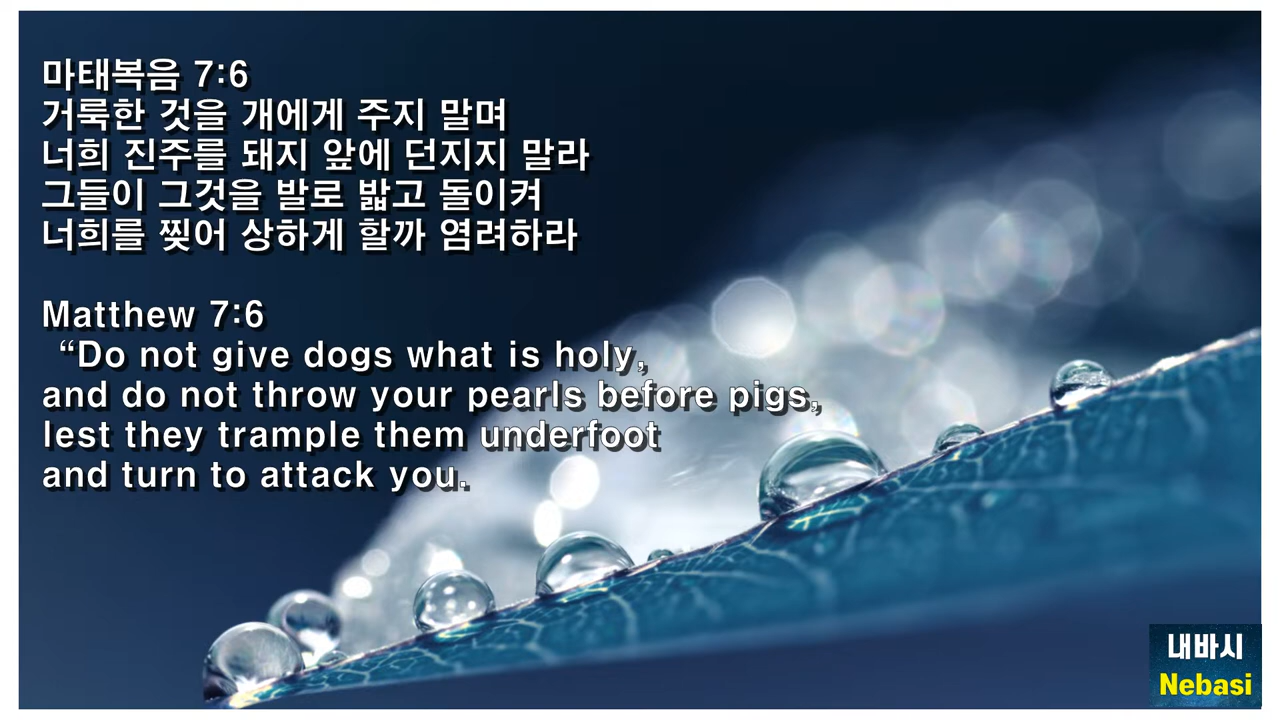 마태복음 7:6
거룩한 것을 개에게 주지 말며
너희 진주를 돼지 앞에 던지지 말라
그들이 그것을 발로 밟고 돌이켜
너희를 찢어 상하게 할까 염려하라
Matthew 7:6
“Do not give dogs what is holy,
and do not throw your pearls before pigs,
lest they trample them underfoot
and turn to attack you.
내바시
Nebasi